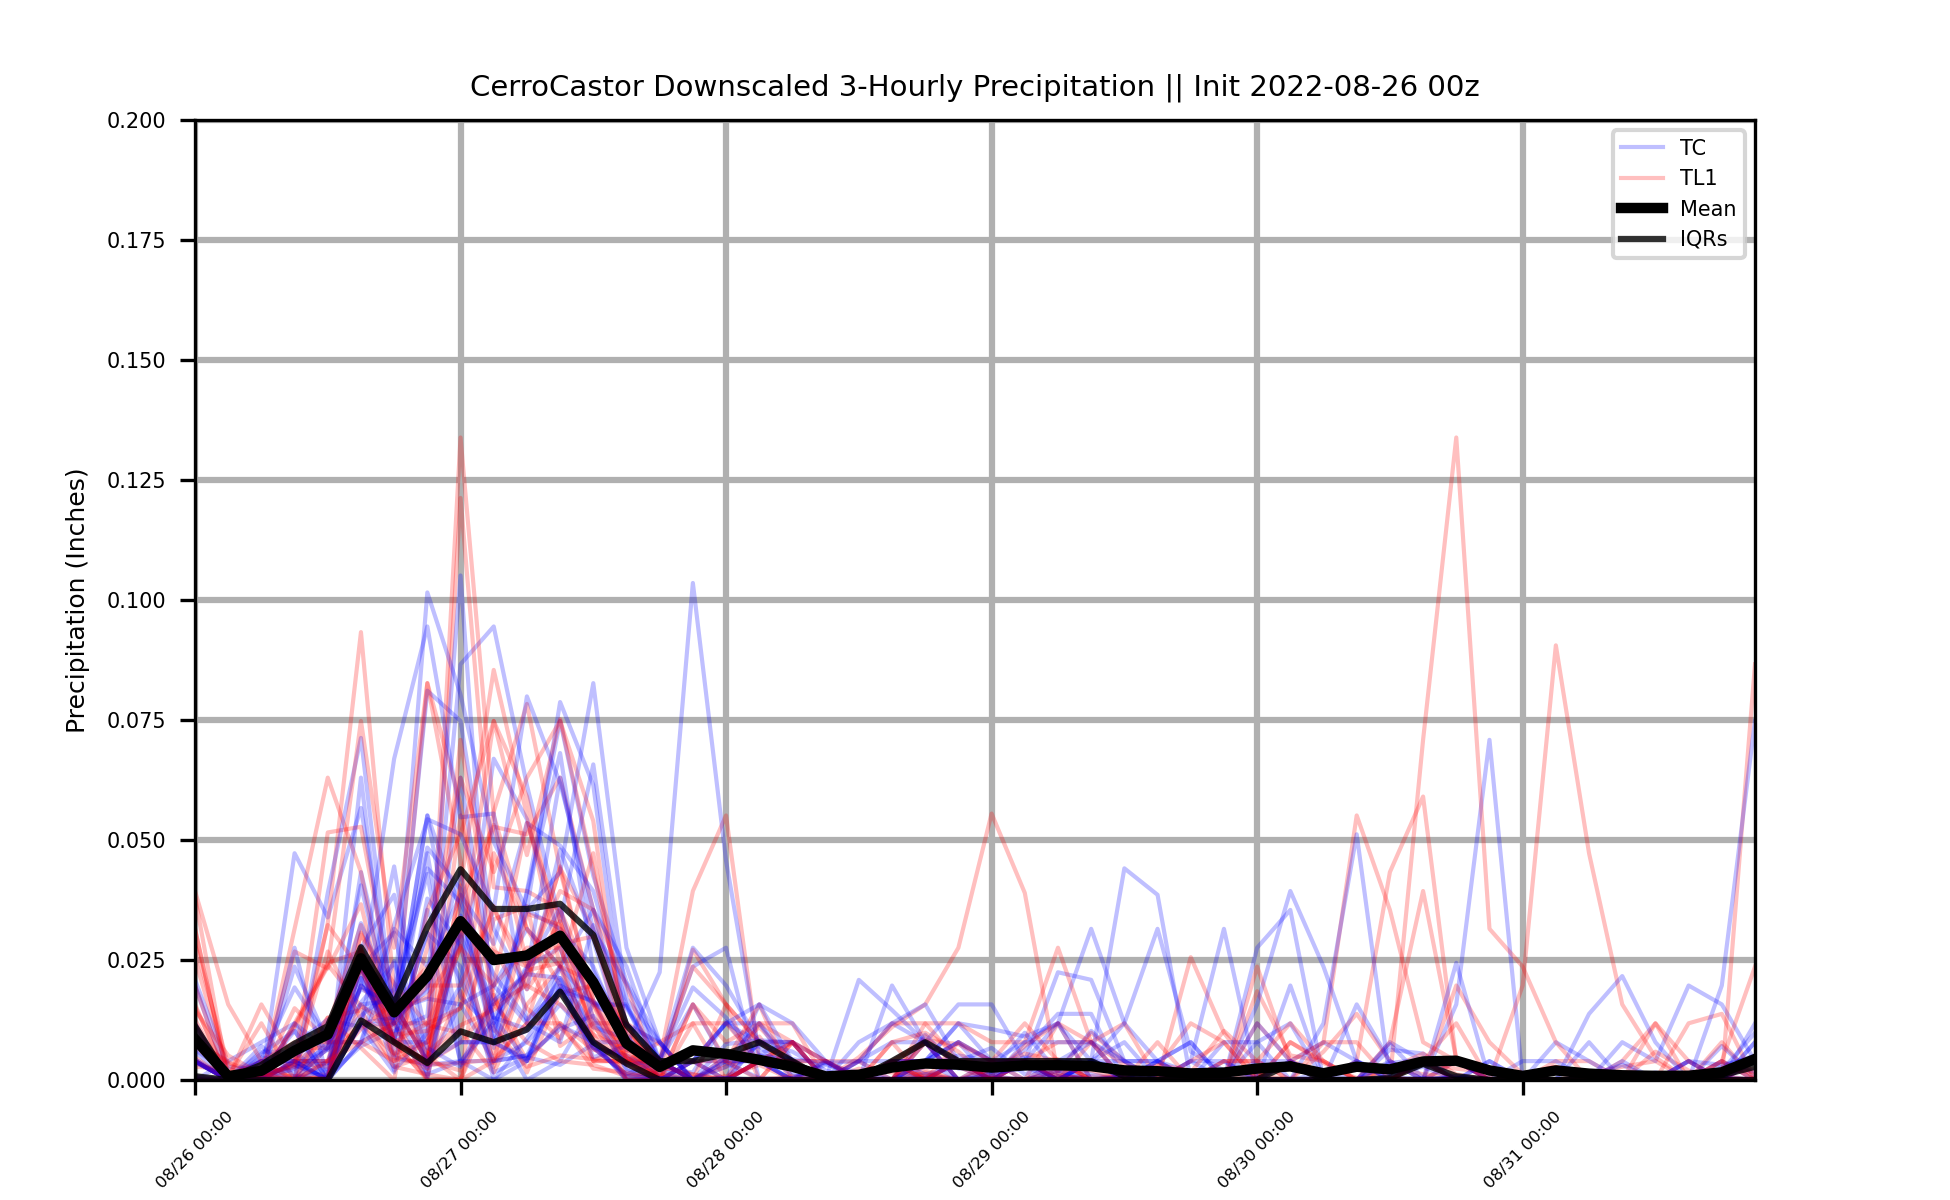 CerroCastor Downscaled 3-Hourly Precipitation || Init 2022-08-26 00z
0.200
0.175
0.150
0.125
0.100
0.075
0.050
0.025
0.000
Precipitation (Inches)
TC
TL1
Mean
IQRs
08/26 00:00
08/27 00:00
08/28 00:00
08/29 00:00
08/30 00:00
08/31 00:00